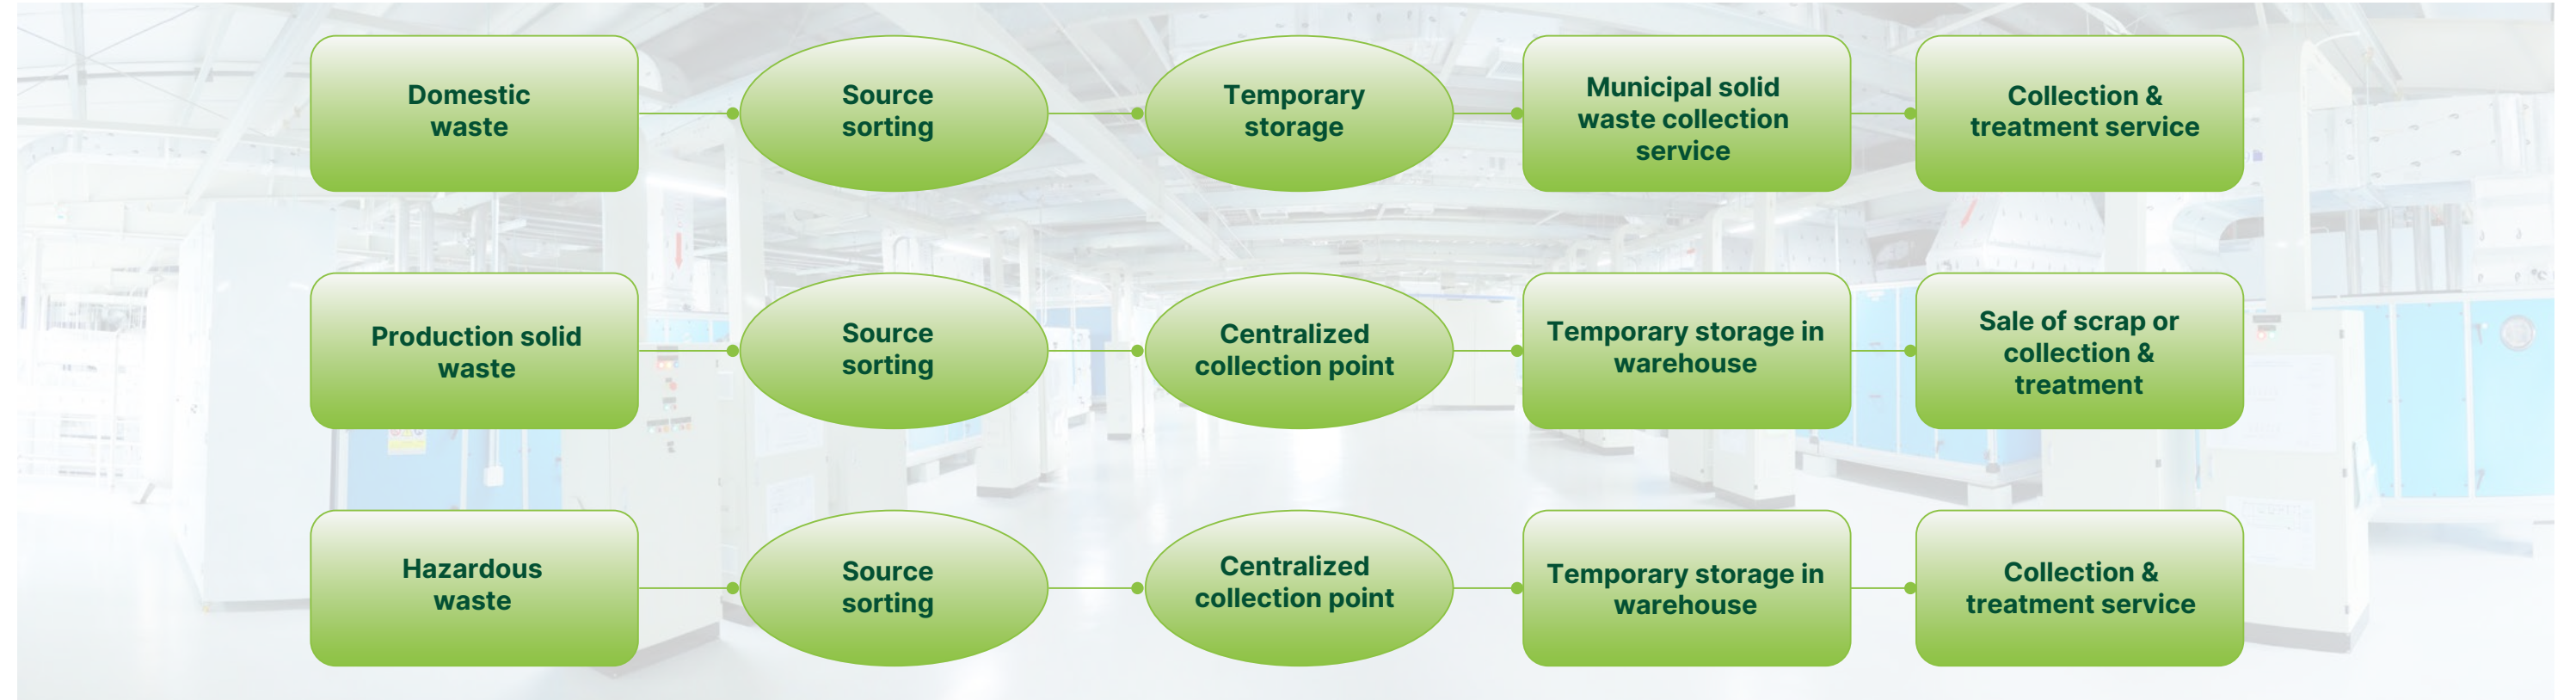 Domestic
waste
Source
sorting
Temporary
storage
Municipal solid
waste collection
service
Collection &
treatment service
Production solid
waste
Source
sorting
Centralized
collection point
Temporary storage in
warehouse
Sale of scrap or
collection &
treatment
Hazardous
waste
Source
sorting
Centralized
collection point
Temporary storage in
warehouse
Collection &
treatment service